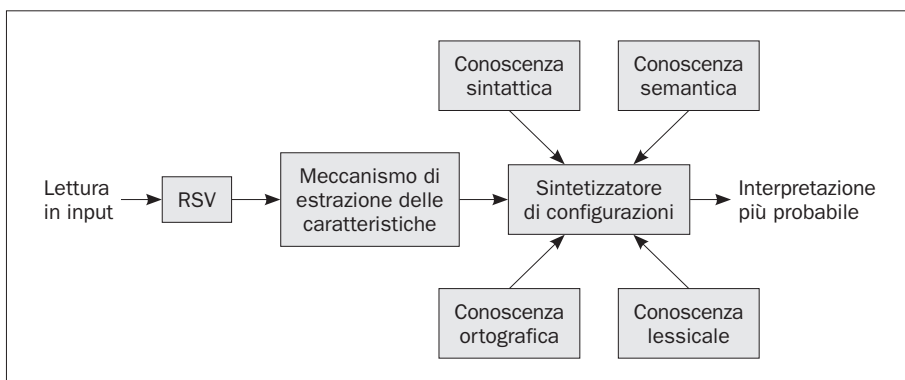 Conoscenza
sintattica
Conoscenza
semantica
Lettura
in input
RSV
Meccanismo di
estrazione delle
caratteristiche
Sintetizzatore
di configurazioni
Interpretazione
più probabile
Conoscenza
ortografica
Conoscenza
lessicale